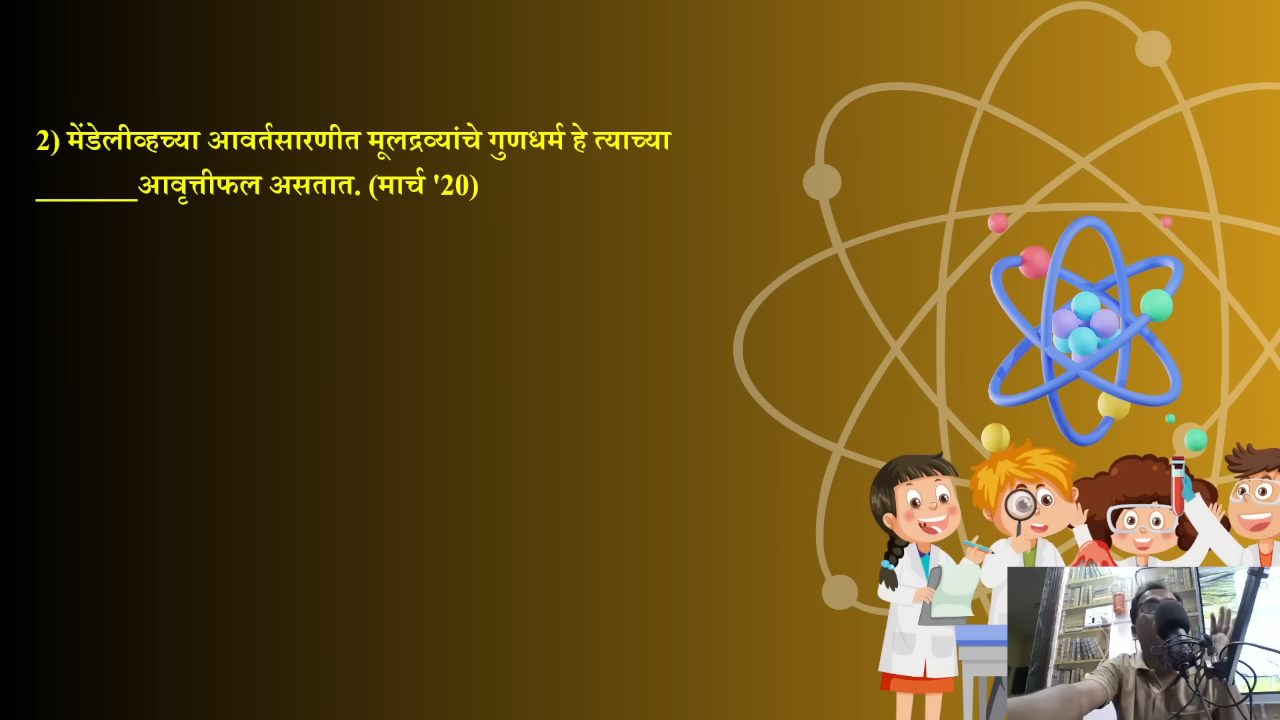 2) मेंडेलीव्हच्या आवर्तसारणीत मूलद्रव्यांचे गुणधर्म हे त्याच्या
_______आवृत्तीफल असतात. (मार्च '20)